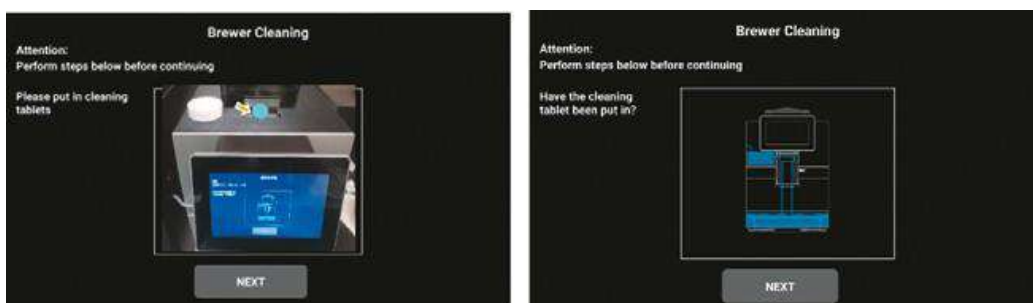 Brewer Cleaning
Attention:
Perform steps below before continuing
Please put in cleaning
tablets
NEXT
Brewer Cleaning
Attention:
Perform steps below before continuing
Have the cleaning
tablet been put in?
NEXT